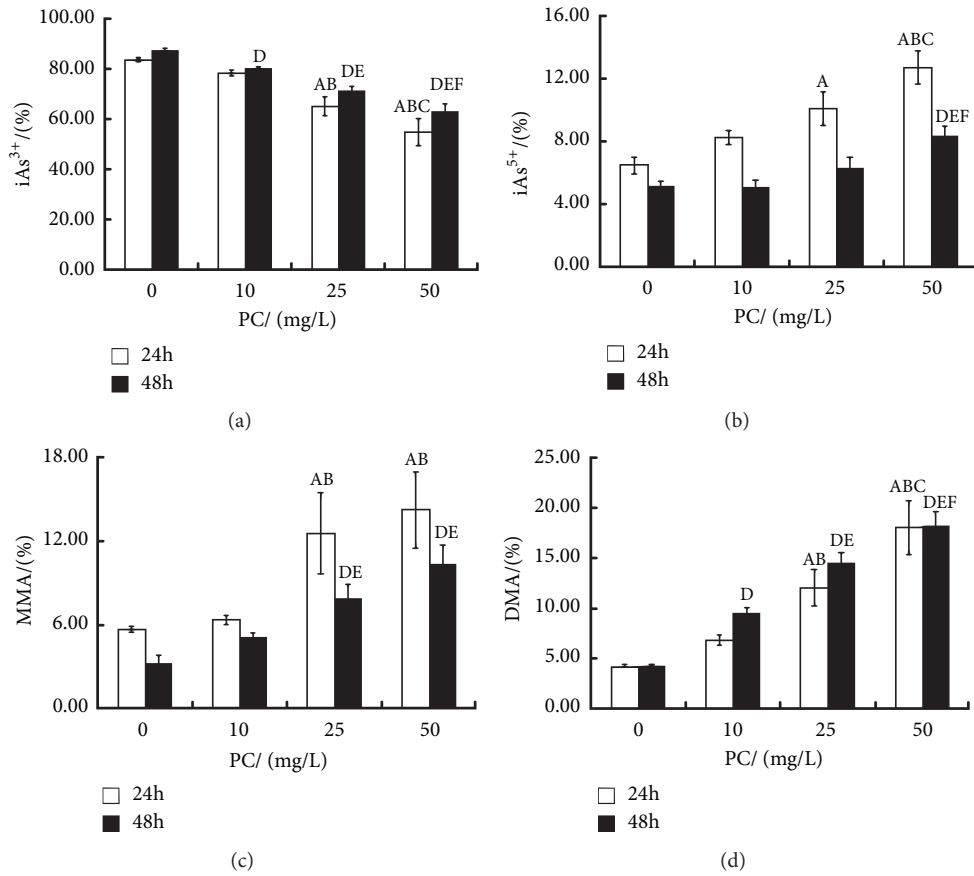 100.00
80.00
60.00
40.00
20.00
0.00
iAs³⁺/(%)
D
AB
DE
ABC
DEF
0 10 25 50
PC/ (mg/L)
24h
48h
(a)
16.00
12.00
8.00
4.00
0.00
iAs⁵⁺/(%)
A
ABC
DEF
0 10 25 50
PC/ (mg/L)
24h
48h
(b)
18.00
12.00
6.00
0.00
MMA/(%)
AB
DE
AB
DE
0 10 25 50
PC/ (mg/L)
24h
48h
(c)
25.00
20.00
15.00
10.00
5.00
0.00
DMA/(%)
D
AB
DE
ABC
DEF
0 10 25 50
PC/ (mg/L)
24h
48h
(d)